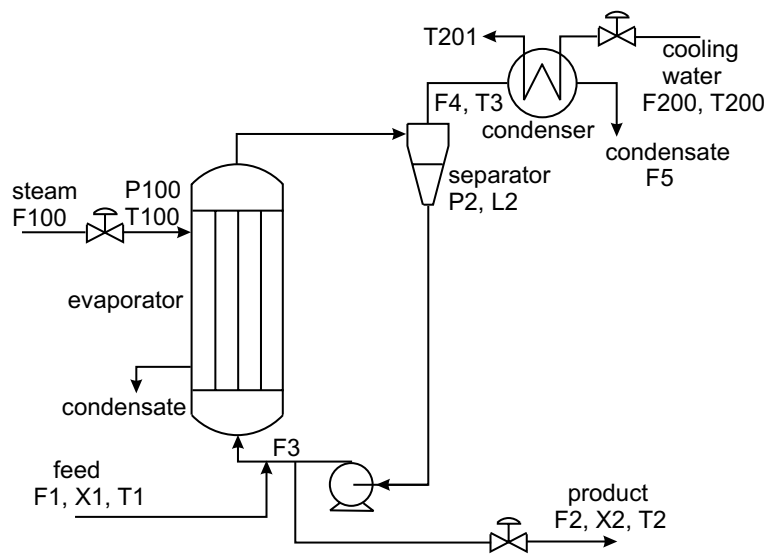 T201
cooling
water
F200, T200
F4, T3
condenser
condensate
F5
separator
P2, L2
steam
F100
P100
T100
evaporator
condensate
F3
feed
F1, X1, T1
product
F2, X2, T2